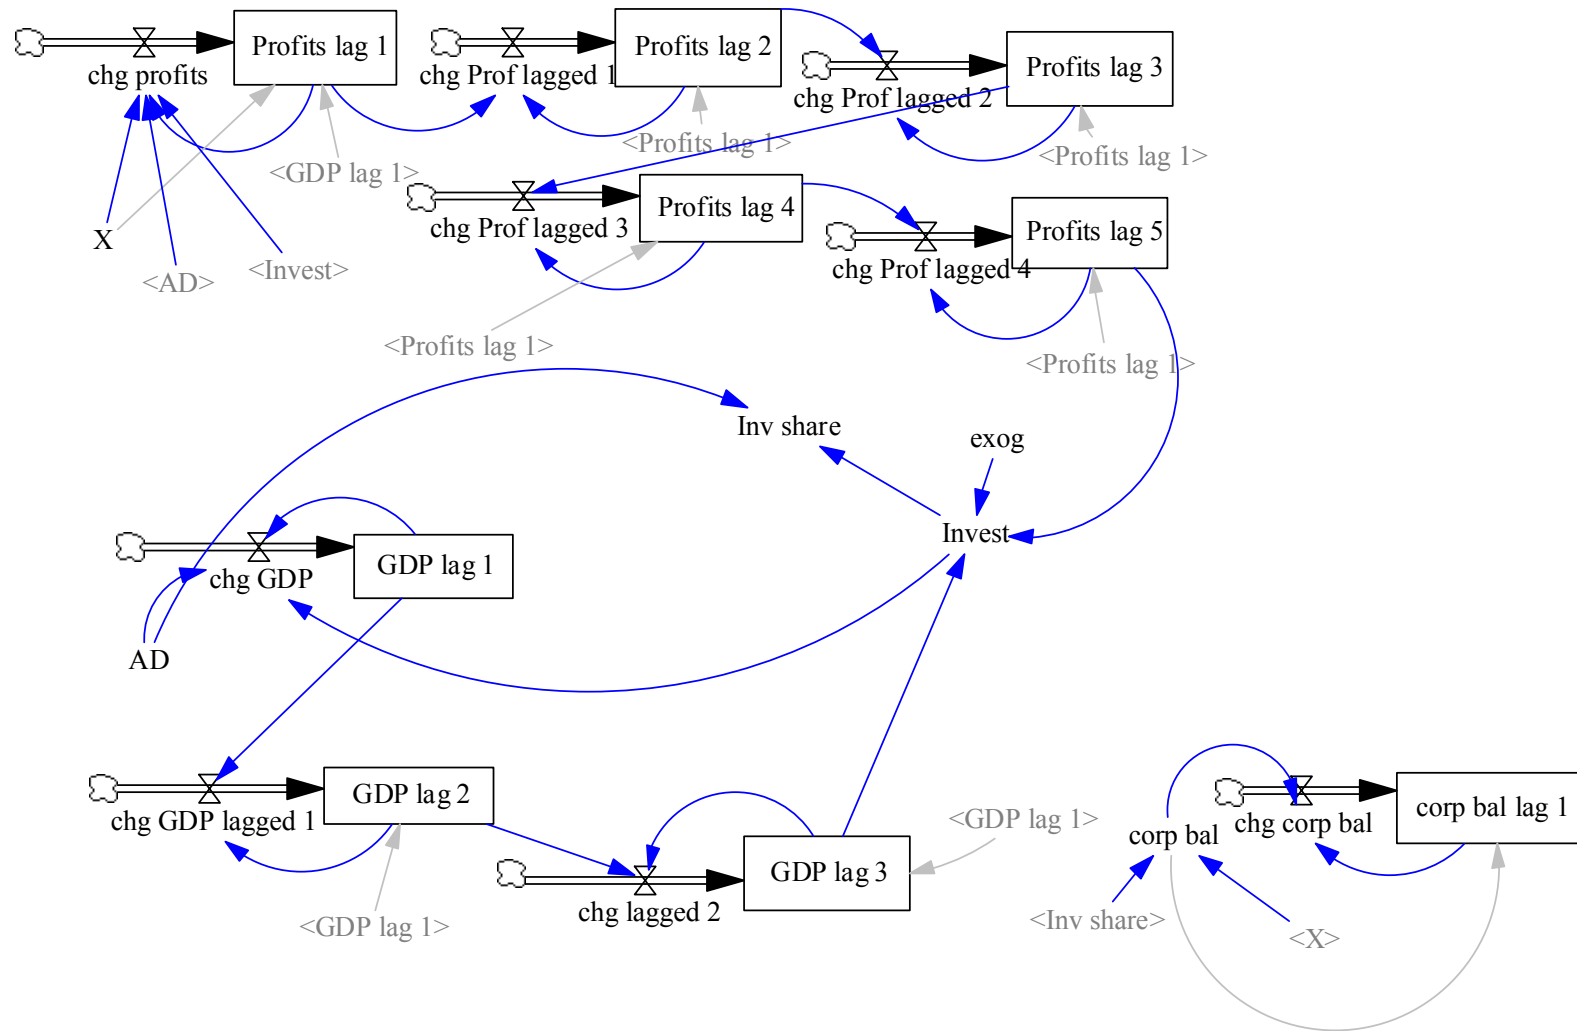 Profits lag 1
Profits lag 2
Profits lag 3
chg profits
chg Prof lagged 1
chg Prof lagged 2
<GDP lag 1>
<Profits lag 1>
<Profits lag 1>
Profits lag 4
Profits lag 5
X
chg Prof lagged 3
chg Prof lagged 4
<AD>
<Invest>
<Profits lag 1>
<Profits lag 1>
Inv share
exog
Invest
GDP lag 1
chg GDP
AD
GDP lag 2
chg GDP lagged 1
<GDP lag 1>
GDP lag 3
chg lagged 2
<GDP lag 1>
corp bal
chg corp bal
corp bal lag 1
<Inv share>
<X>